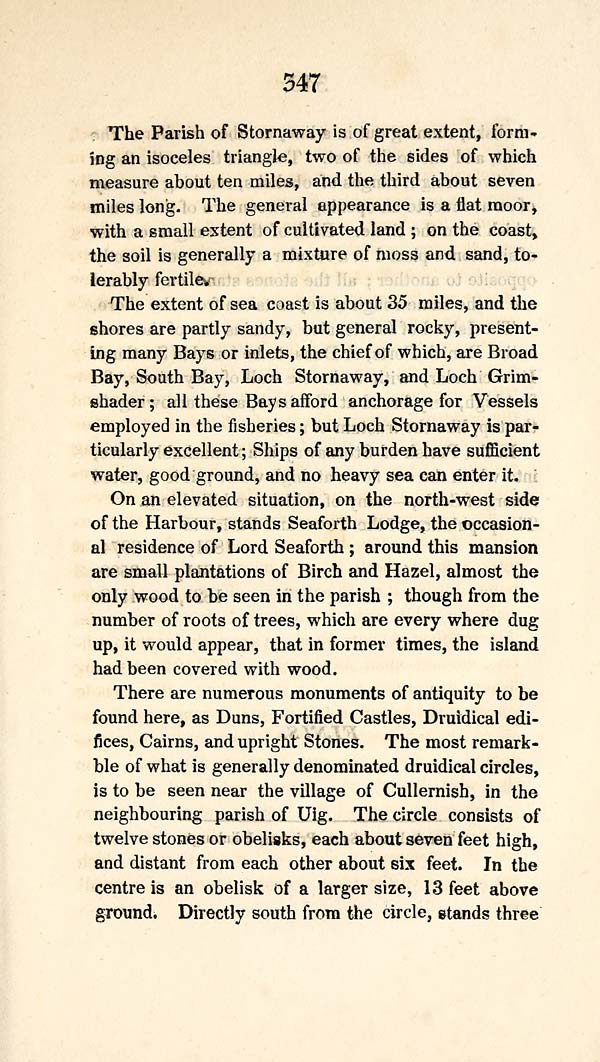 347
The Parish of Stornaway is of great extent, form-
ing an isoceles triangle, two of the sides of which
measure about ten miles, and the third about seven
miles long. The general appearance is a flat moor,
with a small extent of cultivated land ; on the coast,
the soil is generally a mixture of moss and sand, to-
lerably fertile.
The extent of sea coast is about 35 miles, and the
shores are partly sandy, but general rocky, present-
ing many Bays or inlets, the chief of which, are Broad
Bay, South Bay, Loch Stornaway, and Loch Grim-
shader ; all these Bays afford anchorage for Vessels
employed in the fisheries ; but Loch Stornaway is par-
ticularly excellent ; Ships of any burden have sufficient
water, good ground, and no heavy sea can enter it.
On an elevated situation, on the north-west side
of the Harbour, stands Seaforth Lodge, the occasion-
al residence of Lord Seaforth ; around this mansion
are small plantations of Birch and Hazel, almost the
only wood to be seen in the parish ; though from the
number of roots of trees, which are every where dug
up, it would appear, that in former times, the island
had been covered with wood.
There are numerous monuments of antiquity to be
found here, as Duns, Fortified Castles, Druidical edi-
fices, Cairns, and upright Stones. The most remark-
ble of what is generally denominated druidical circles,
is to be seen near the village of Cullernish, in the
neighbouring parish of Uig. The circle consists of
twelve stones or obelisks, each about seven feet high,
and distant from each other about six feet. In the
centre is an obelisk of a larger size, 13 feet above
ground. Directly south from the circle, stands three